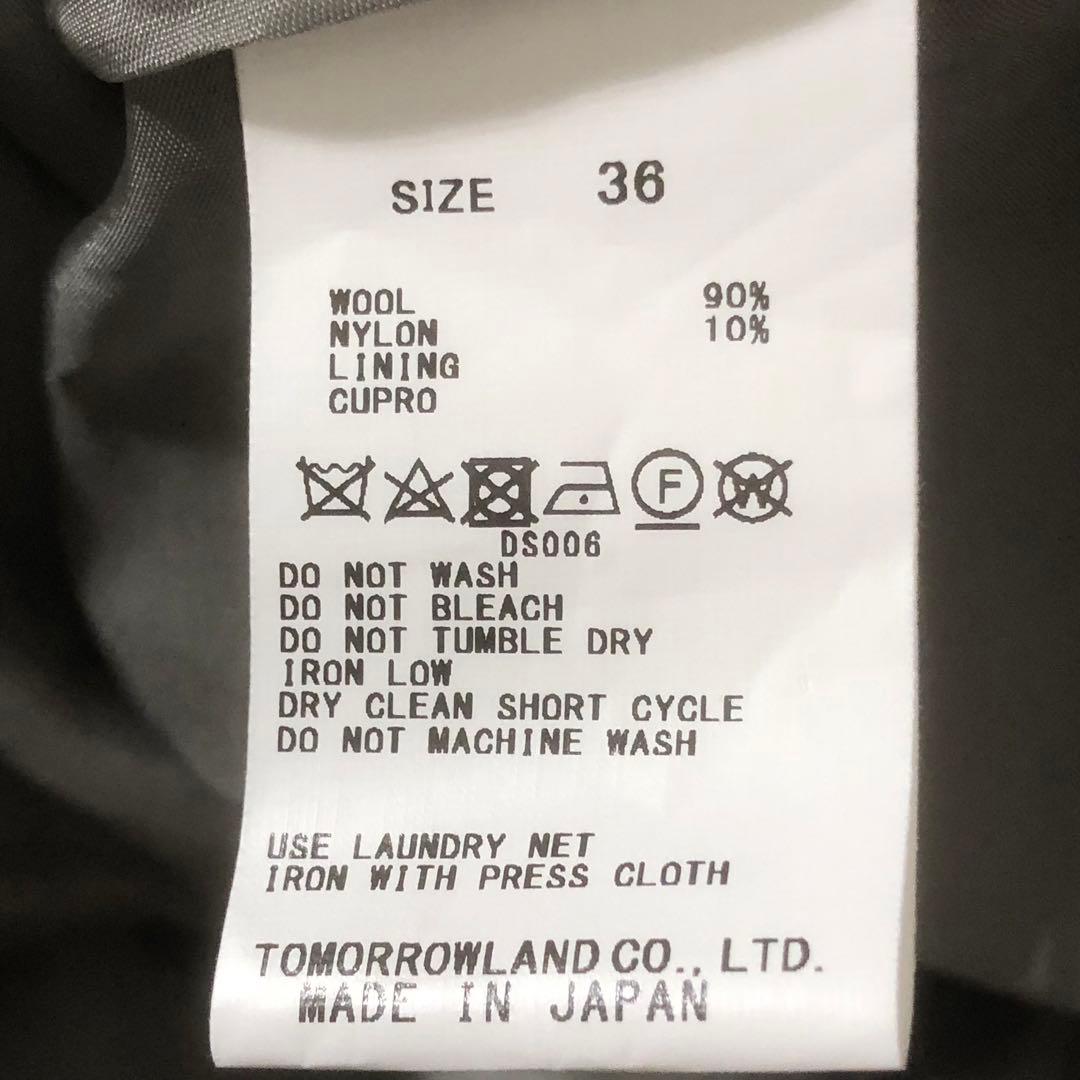 SIZE 36
WOOL 90%
NYLON 10%
LINING
CUPRO
F W
DS006
DO NOT WASH
DO NOT BLEACH
DO NOT TUMBLE DRY
IRON LOW
DRY CLEAN SHORT CYCLE
DO NOT MACHINE WASH
USE LAUNDRY NET
IRON WITH PRESS CLOTH
TOMORROWLAND CO., LTD.
MADE IN JAPAN